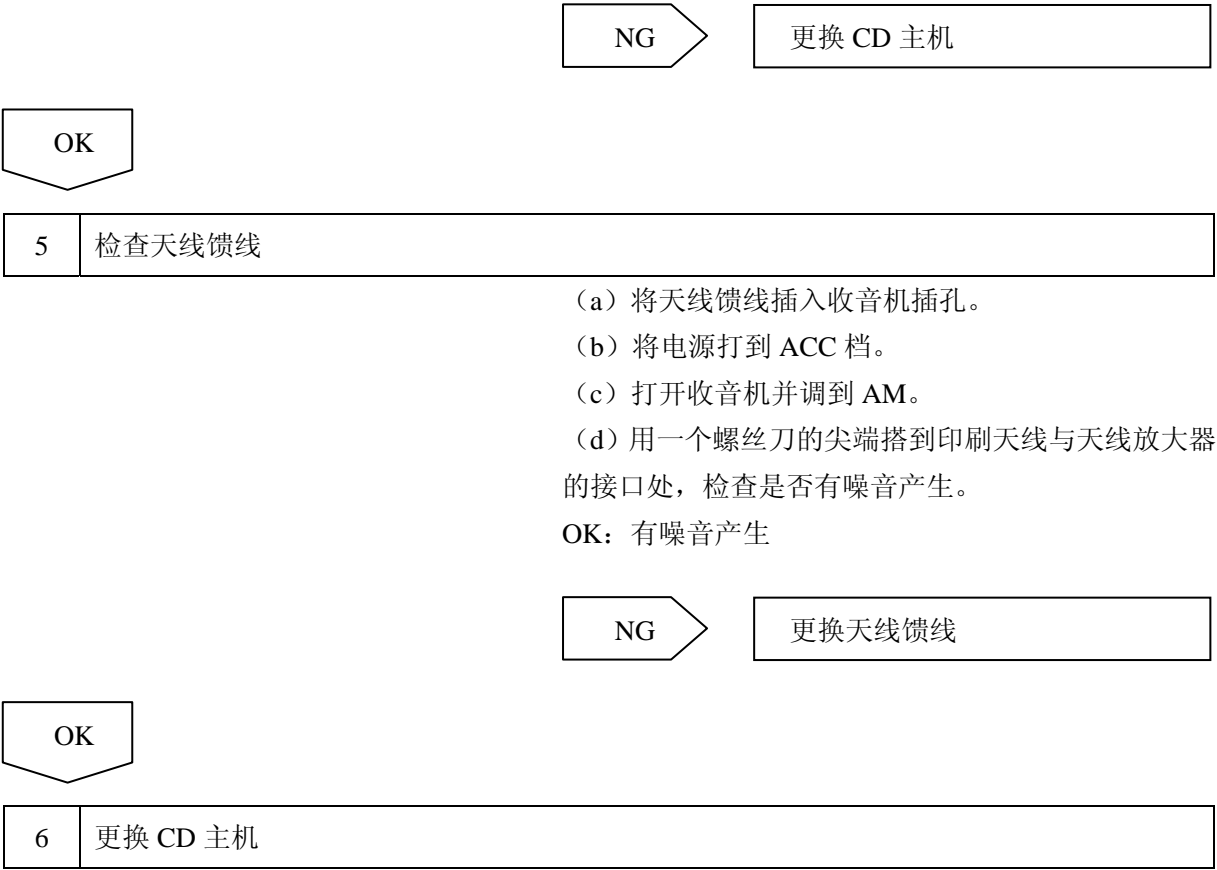 NG 更换 CD 主机
OK
5 检查天线馈线
（a）将天线馈线插入收音机插孔。
（b）将电源打到 ACC 档。
（c）打开收音机并调到 AM。
（d）用一个螺丝刀的尖端搭到印刷天线与天线放大器
的接口处，检查是否有噪音产生。
OK：有噪音产生
NG 更换天线馈线
OK
6 更换 CD 主机